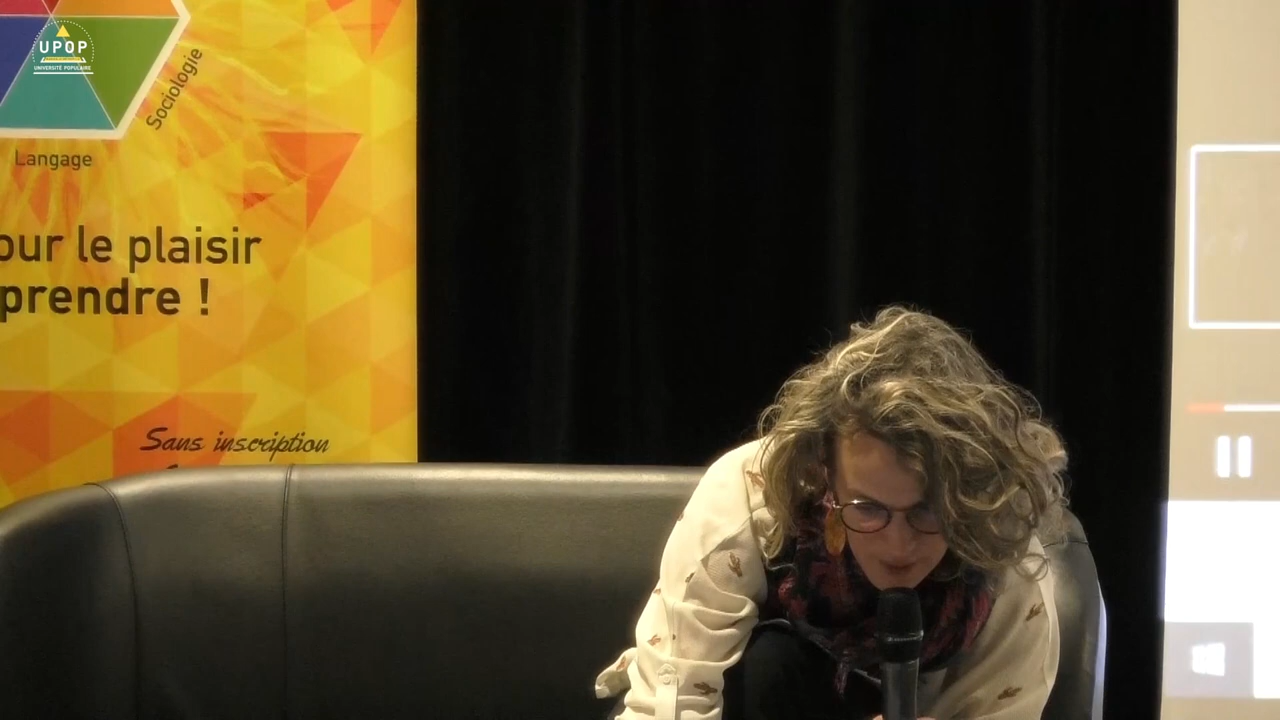 UPOP
UNIVERSITÉ POPULAIRE
Sociologie
Langage
our le plaisir
prendre !
Sans inscription